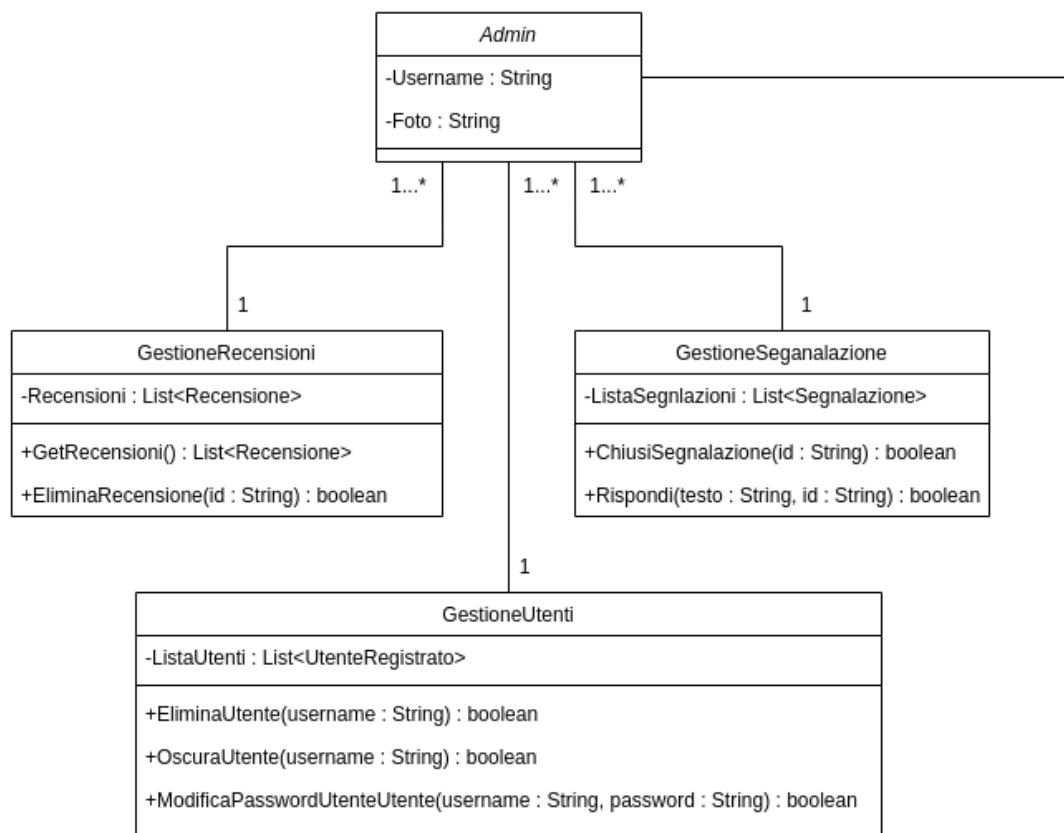 Admin
-Username : String
-Foto : String
1...*
1...*
1...*
1
1
GestioneRecensioni
-Recensioni : List<Recensione>
+GetRecensioni() : List<Recensione>
+EliminaRecensione(id : String) : boolean
GestioneSeganalazione
-ListaSegnlazioni : List<Segnalazione>
+ChiusiSegnalazione(id : String) : boolean
+Rispondi(testo : String, id : String) : boolean
1
GestioneUtenti
-ListaUtenti : List<UtenteRegistrato>
+EliminaUtente(username : String) : boolean
+OscuraUtente(username : String) : boolean
+ModificaPasswordUtenteUtente(username : String, password : String) : boolean